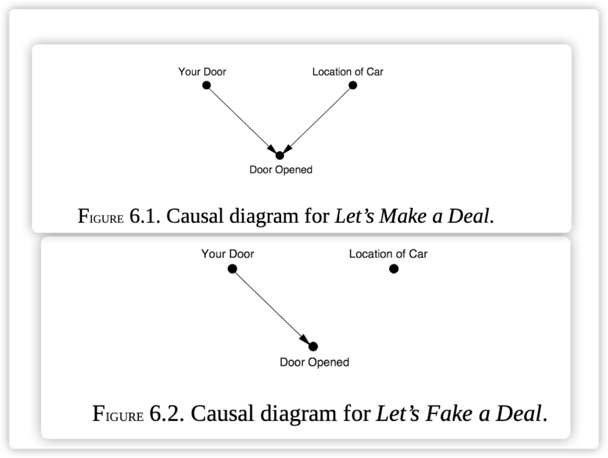 Your Door Location of Car
Door Opened
FIGURE 6.1. Causal diagram for Let's Make a Deal.
Your Door Location of Car
Door Opened
FIGURE 6.2. Causal diagram for Let's Fake a Deal.